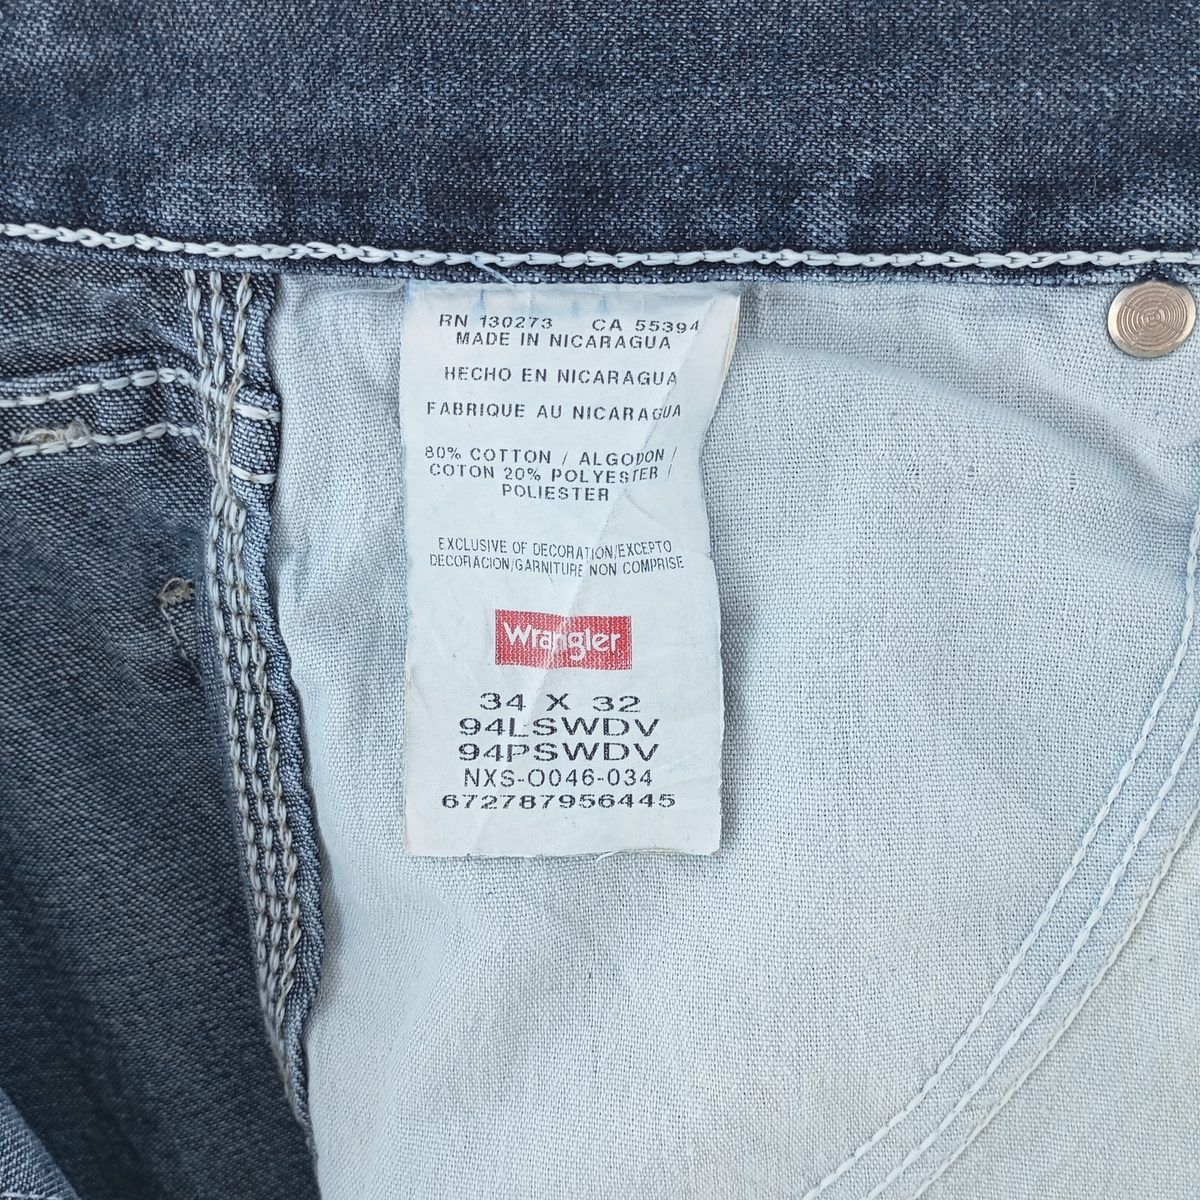 RN 130273 CA 55394
MADE IN NICARAGUA
HECHO EN NICARAGUA
FABRIQUE AU NICARAGUA
80% COTTON / ALGODON /
COTON 20% POLYESTER /
POLIESTER
EXCLUSIVE OF DECORATION/EXCEPTO
DECORACION/GARNITURE NON COMPRISE
Wrangler
34 X 32
94LSWDV
94PSWDV
NXS-O046-034
672787956445